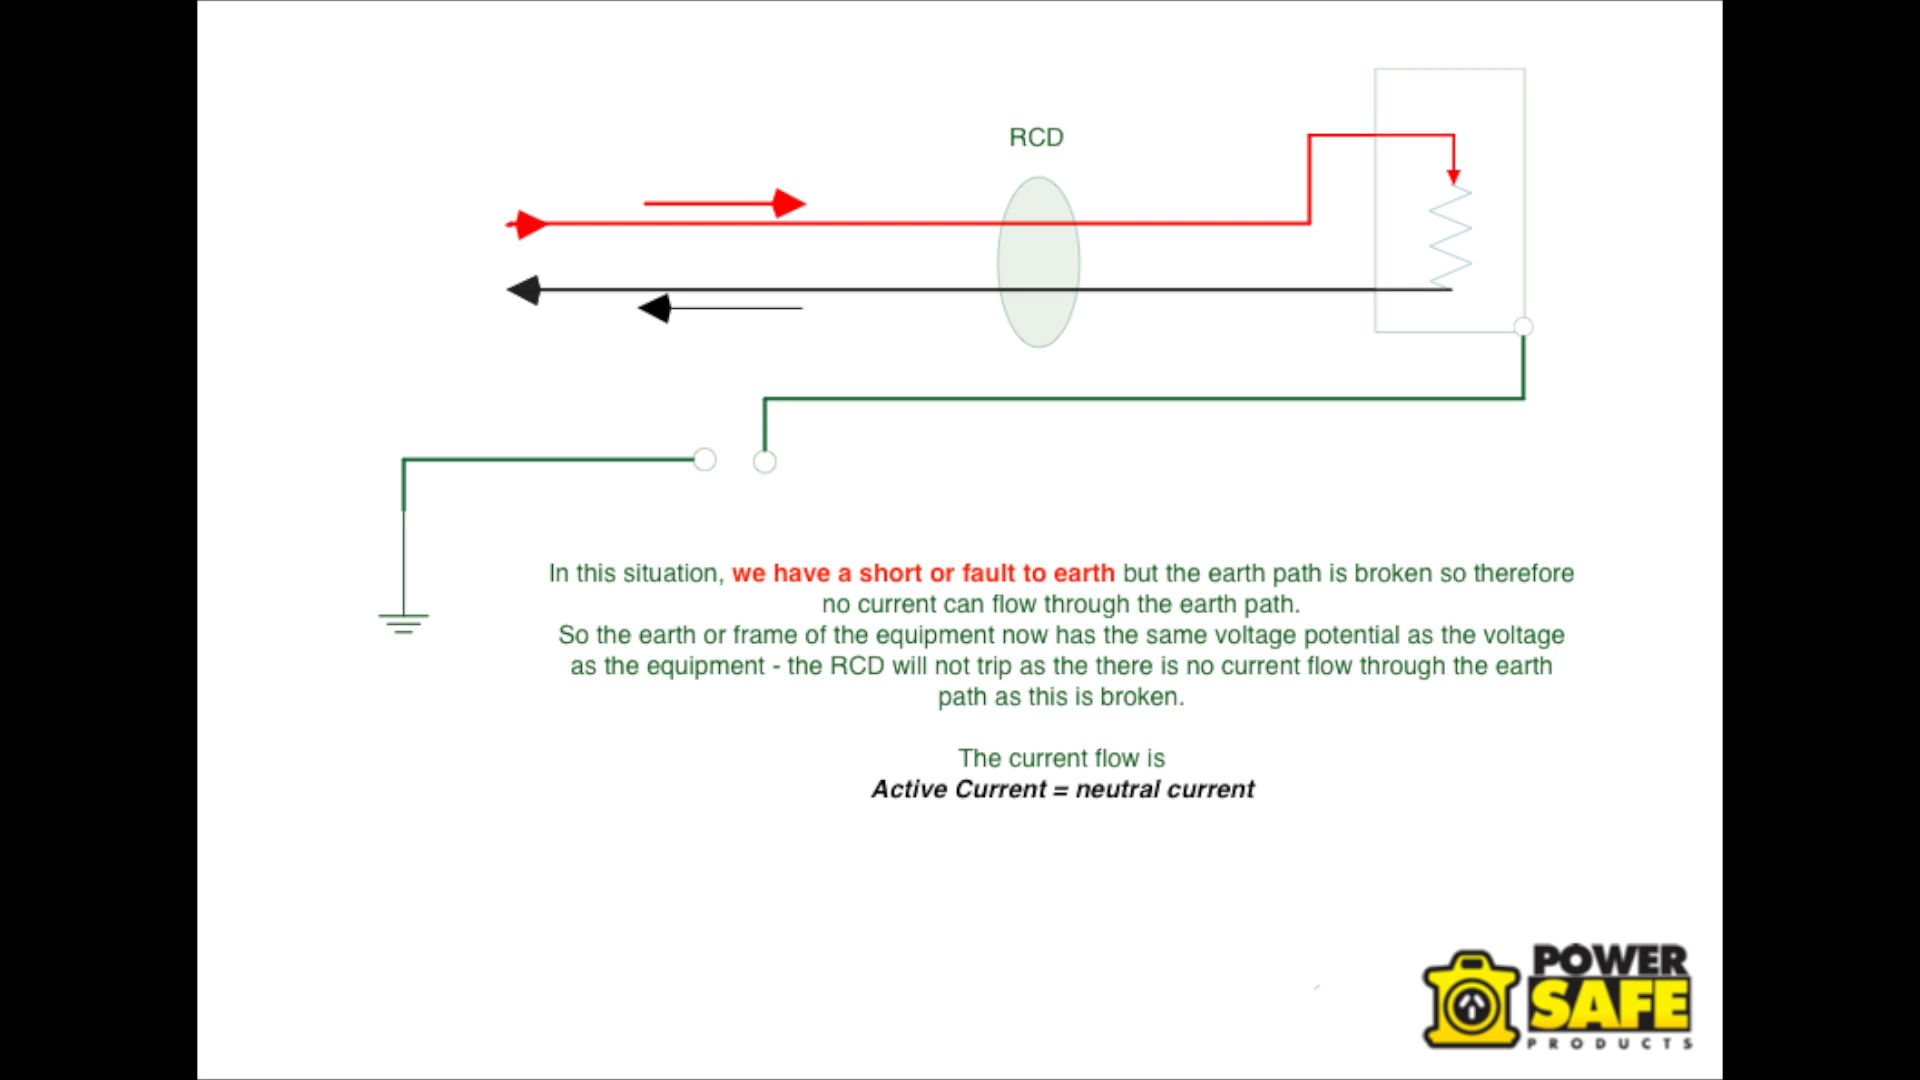 RCD
In this situation, we have a short or fault to earth but the earth path is broken so therefore
no current can flow through the earth path.
So the earth or frame of the equipment now has the same voltage potential as the voltage
as the equipment - the RCD will not trip as the there is no current flow through the earth
path as this is broken.
The current flow is
Active Current = neutral current
POWER
SAFE
PRODUCTS